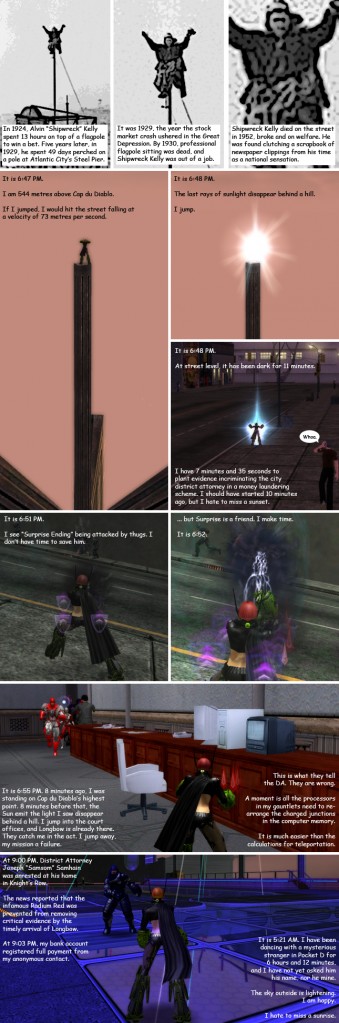 In 1924, Alvin "Shipwreck" Kelly
spent 13 hours on top of a flagpole
to win a bet. Five years later, in
1929, he spent 49 days perched on
a pole at Atlantic City's Steel Pier.
It was 1929, the year the stock
market crash ushered in the Great
Depression. By 1930, professional
flagpole sitting was dead, and
Shipwreck Kelly was out of a job.
Shipwreck Kelly died on the street
in 1952, broke and on welfare. He
was found clutching a scrapbook of
newspaper clippings from his time
as a national sensation.
It is 6:47 PM.
I am 544 metres above Cap du Diablo.
If I jumped, I would hit the street falling at
a velocity of 73 metres per second.
It is 6:48 PM.
The last rays of sunlight disappear behind a hill.
I jump.
It is 6:48 PM.
At street level, it has been dark for 11 minutes.
Whoa.
I have 7 minutes and 35 seconds to
plant evidence incriminating the city
district attorney in a money laundering
scheme. I should have started 10 minutes
ago, but I hate to miss a sunset.
It is 6:51 PM.
I see "Surprise Ending" being attacked by thugs. I
don't have time to save him.
... but Surprise is a friend. I make time.
It is 6:52.
It is 6:55 PM. 8 minutes ago, I was
standing on Cap du Diablo's highest
point. 8 minutes before that, the
Sun emit the light I saw disappear
behind a hill. I jump into the court
offices, and Longbow is already there.
They catch me in the act. I jump away,
my mission a failure.
This is what they tell
the DA. They are wrong.
A moment is all the processors
in my gauntlets need to re-
arrange the charged junctions
in the computer memory.
It is much easier than the
calculations for teleportation.
At 9:00 PM, District Attorney
Joseph "Samsom" Samhain
was arrested at his home
in Knight's Row.
The news reported that the
infamous Radium Red was
prevented from removing
critical evidence by the
timely arrival of Longbow.
At 9:03 PM, my bank account
registered full payment from
my anonymous contact.
It is 5:21 AM. I have been
dancing with a mysterious
stranger in Pocket D for
6 hours and 12 minutes,
and I have not yet asked him
his name, nor he mine.
The sky outside is lightening.
I am happy.
I hate to miss a sunrise.